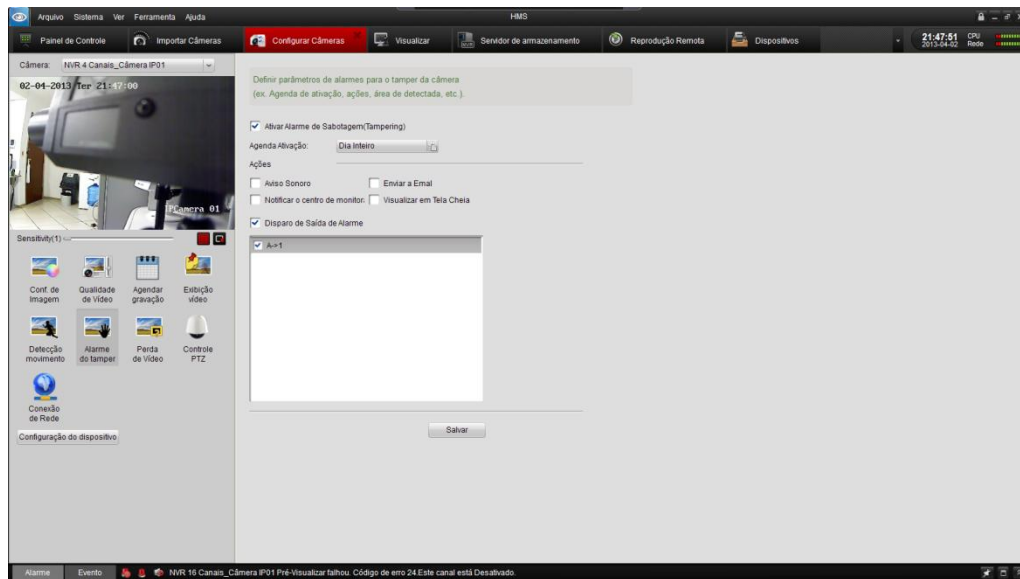 Arquivo Sistema Ver Ferramenta Ajuda HMS
Painel de Controle Importar Câmeras Configurar Câmeras Visualizar Servidor de armazenamento Reprodução Remota Dispositivos 21:47:51 CPU
2013-04-02 Rede
Câmera: NVR 4 Canais_Câmera IP01
02-04-2013 Ter 21:47:00
IPCamera 01
Sensitivity(1)
Conf. de Imagem
Qualidade de Vídeo
Agendar gravação
Exibição vídeo
Detecção movimento
Alarme do tamper
Perda de Vídeo
Controle PTZ
Conexão de Rede
Configuração do dispositivo
Definir parâmetros de alarmes para o tamper da câmera
(ex. Agenda de ativação, ações, área de detectada, etc.).
Ativar Alarme de Sabotagem(Tampering)
Agenda Ativação: Dia Inteiro
Ações
Aviso Sonoro Enviar a Emal
Notificar o centro de monitor. Visualizar em Tela Cheia
Disparo de Saída de Alarme
A->1
Salvar
Alarme Evento NVR 16 Canais_Câmera IP01 Pré-Visualizar falhou. Código de erro 24.Este canal está Desativado.